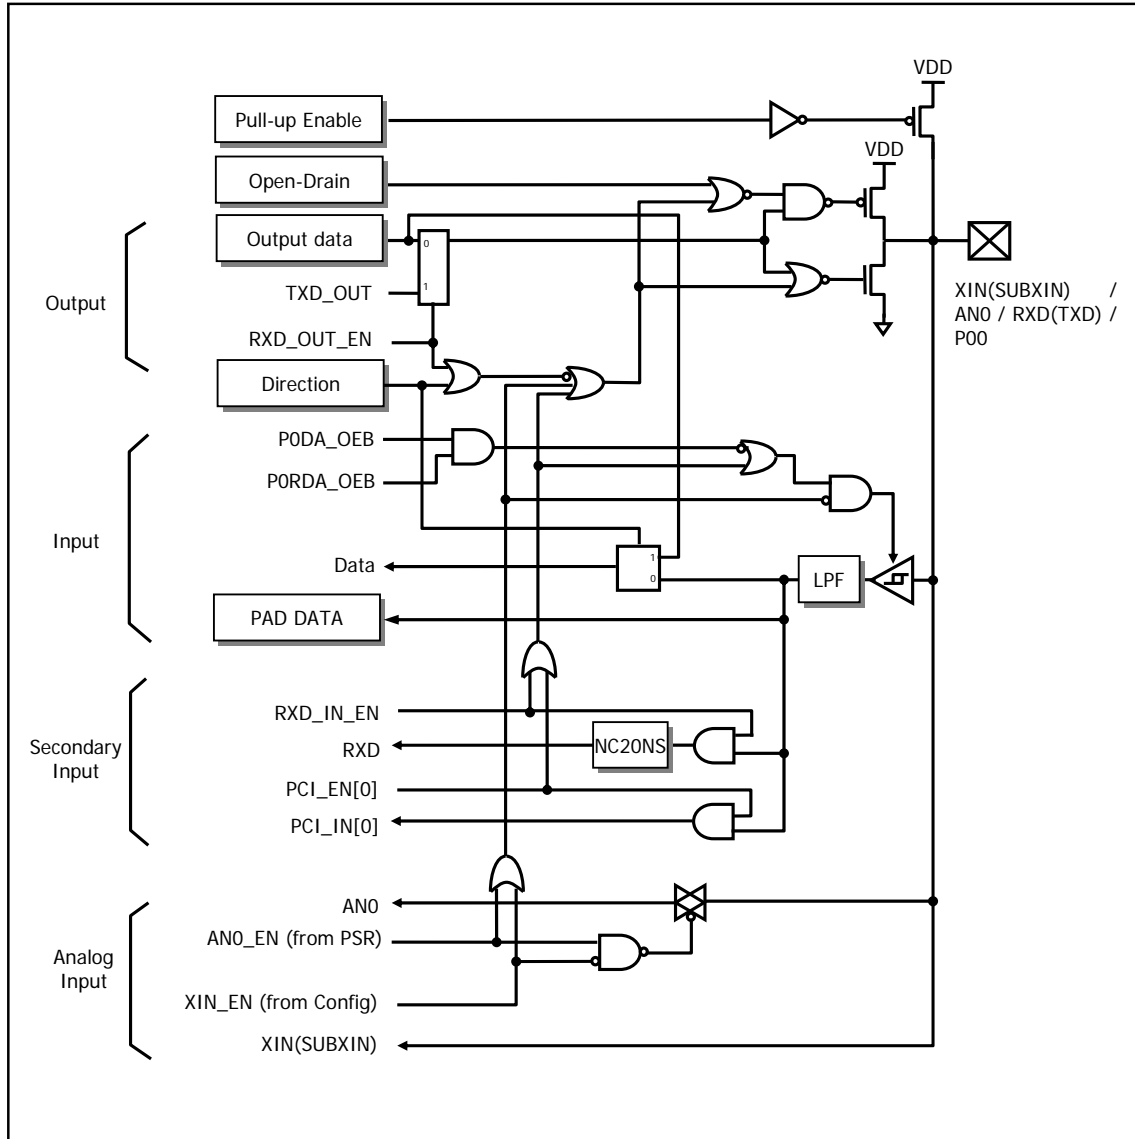 VDD
Pull-up Enable
VDD
Open-Drain
Output data
0
1
TXD_OUT
RXD_OUT_EN
Direction
Output
XIN(SUBXIN) /
AN0 / RXD(TXD) /
P00
P0DA_OEB
P0RDA_OEB
Input
Data
1
0
LPF
PAD DATA
RXD_IN_EN
RXD
NC20NS
Secondary
Input
PCI_EN[0]
PCI_IN[0]
AN0
AN0_EN (from PSR)
Analog
Input
XIN_EN (from Config)
XIN(SUBXIN)